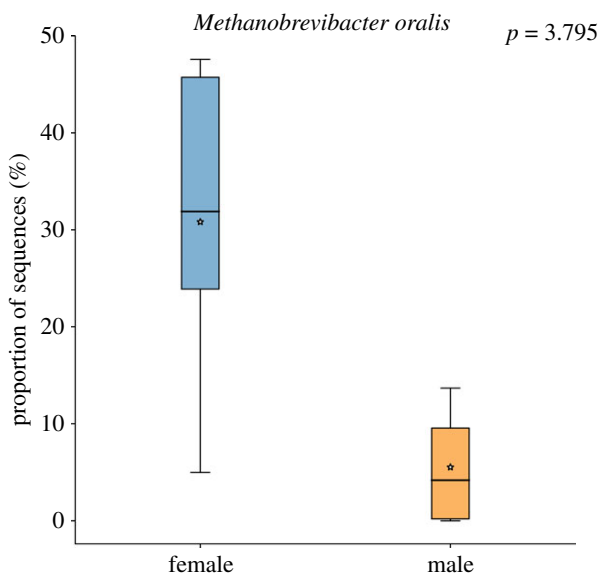 Methanobrevibacter oralis
p = 3.795
50
40
30
20
10
0
proportion of sequences (%)
female
male